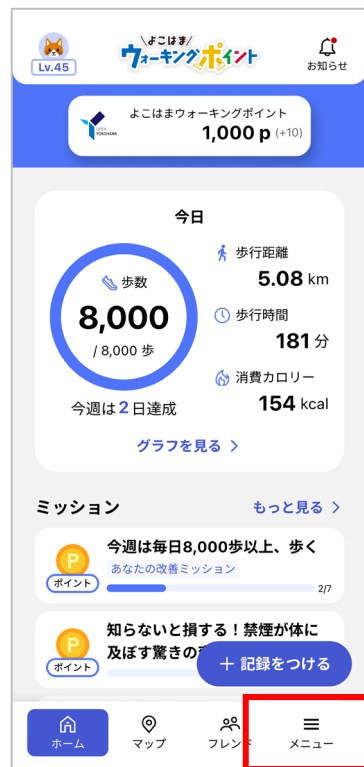 よこはま
ウォーキングポイント
Lv.45
お知らせ
よこはまウォーキングポイント
OPEN
YOKOHAMA
1,000 p (+10)
今日
歩数
8,000
/ 8,000 歩
今週は 2 日達成
歩行距離
5.08 km
歩行時間
181 分
消費カロリー
154 kcal
グラフを見る
ミッション
もっと見る
P
ポイント
今週は毎日8,000歩以上、歩く
あなたの改善ミッション
2/7
P
ポイント
知らないと損する！禁煙が体に
及ぼす驚きの
＋記録をつける
ホーム
マップ
フレンド
メニュー